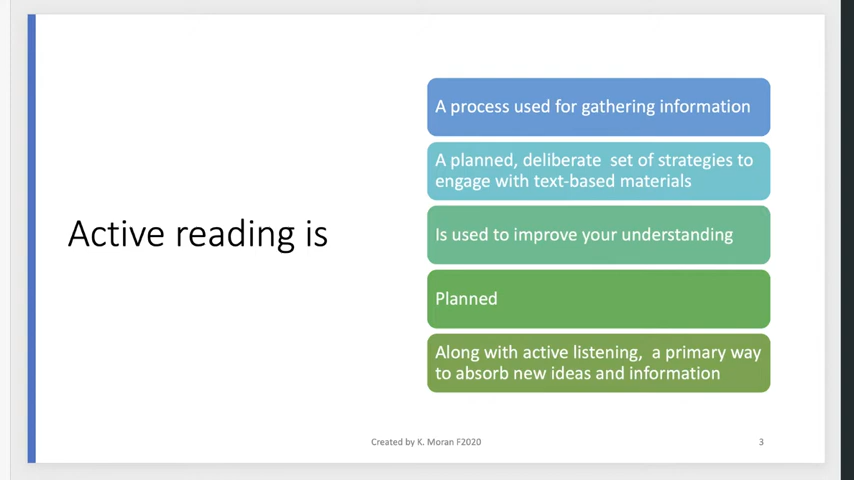 Active reading is
A process used for gathering information
A planned, deliberate  set of strategies to
engage with text-based materials
Is used to improve your understanding
Planned
Along with active listening,  a primary way
to absorb new ideas and information
Created by K. Moran F2020
3